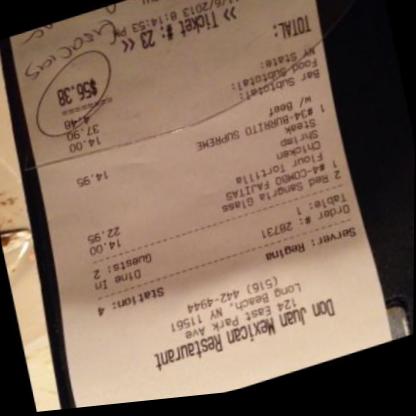 Don Juan Mexican Restaurant
124 East Park Ave
Long Beach, NY 11561
(516) 442-4944
Server: Regina Station: 4
Order #: 28731 Dine In
Table: 1 Guests: 2
2 Red Sangria Glass 14.00
1 #4-COMBO FAJITAS 22.95
Flour Tortilla
Chicken
Shrimp
Steak
1 #34-BURRITO SUPREME 14.95
w/ Beef
Bar Subtotal: 14.00
Food Subtotal: 37.90
NY State: 4.48
TOTAL: $56.38
>> Ticket #: 23 <<
/6/2013 8:14:53 PM